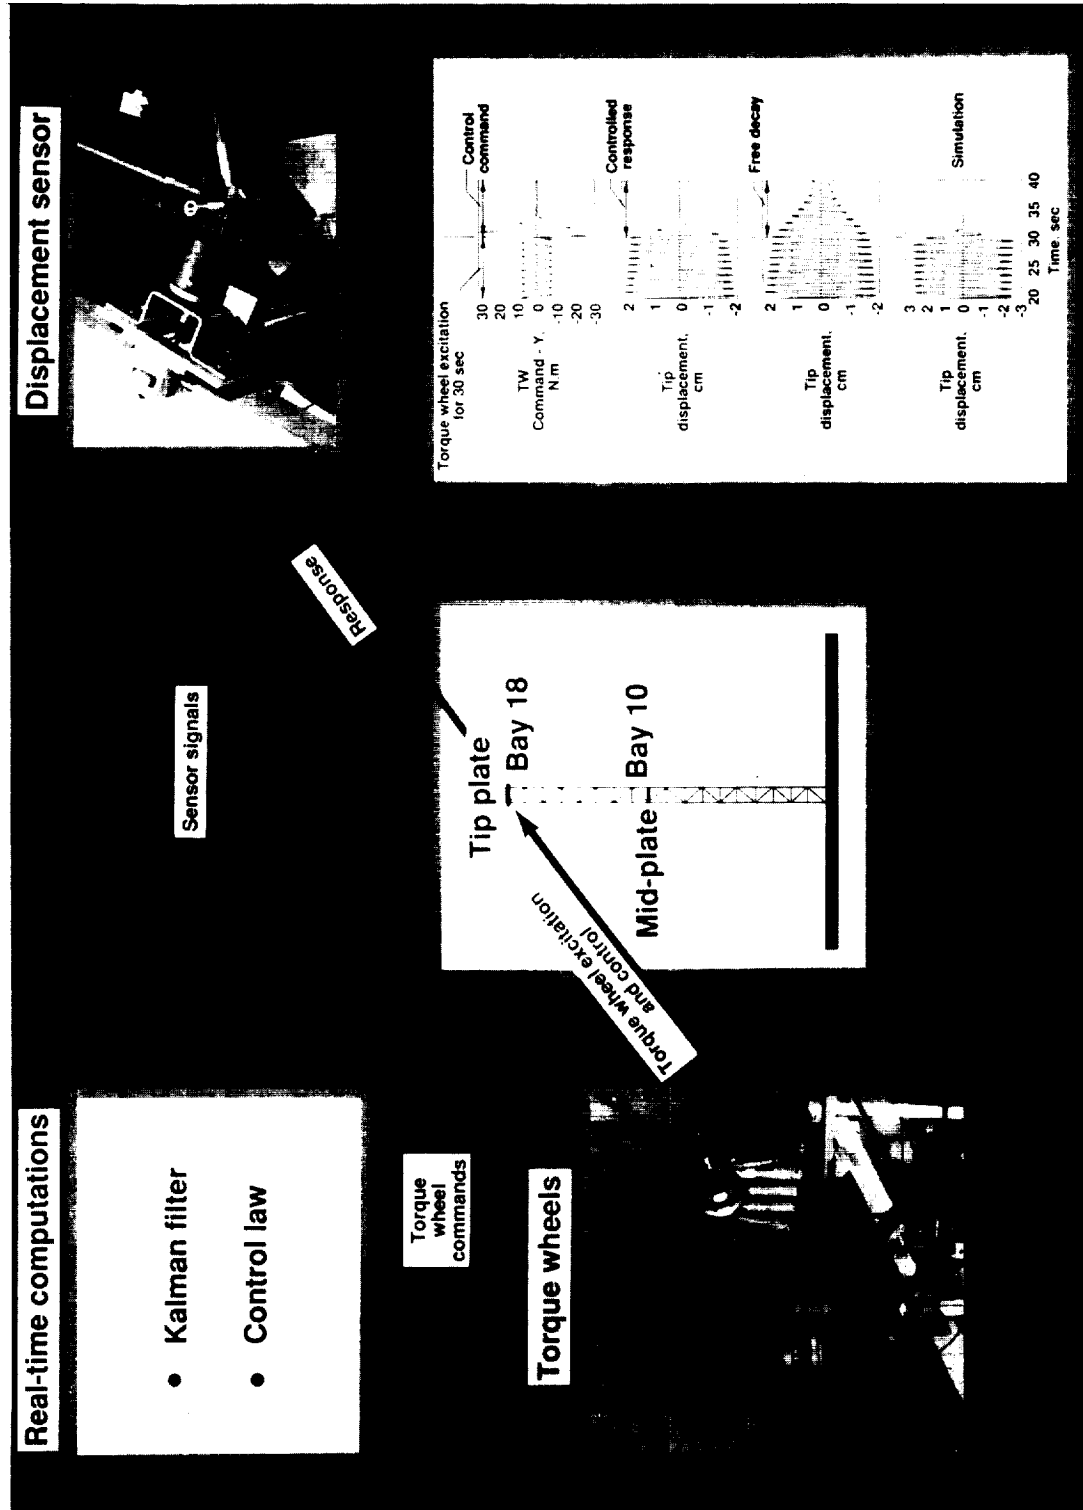 Real-time computations
• Kalman filter
• Control law
Sensor signals
Displacement sensor
Torque
wheel
commands
Response
Torque wheels
Torque wheel excitation
and control
Tip plate
Bay 18
Mid-plate
Bay 10
Torque wheel excitation
for 30 sec
Control
command
TW
Command - Y,
N.m
30
20
10
0
-10
-20
-30
Controlled
response
Tip
displacement,
cm
2
1
0
-1
-2
Free decay
Tip
displacement,
cm
2
1
0
-1
-2
Simulation
Tip
displacement,
cm
3
2
1
0
-1
-2
-3
20 25 30 35 40
Time, sec